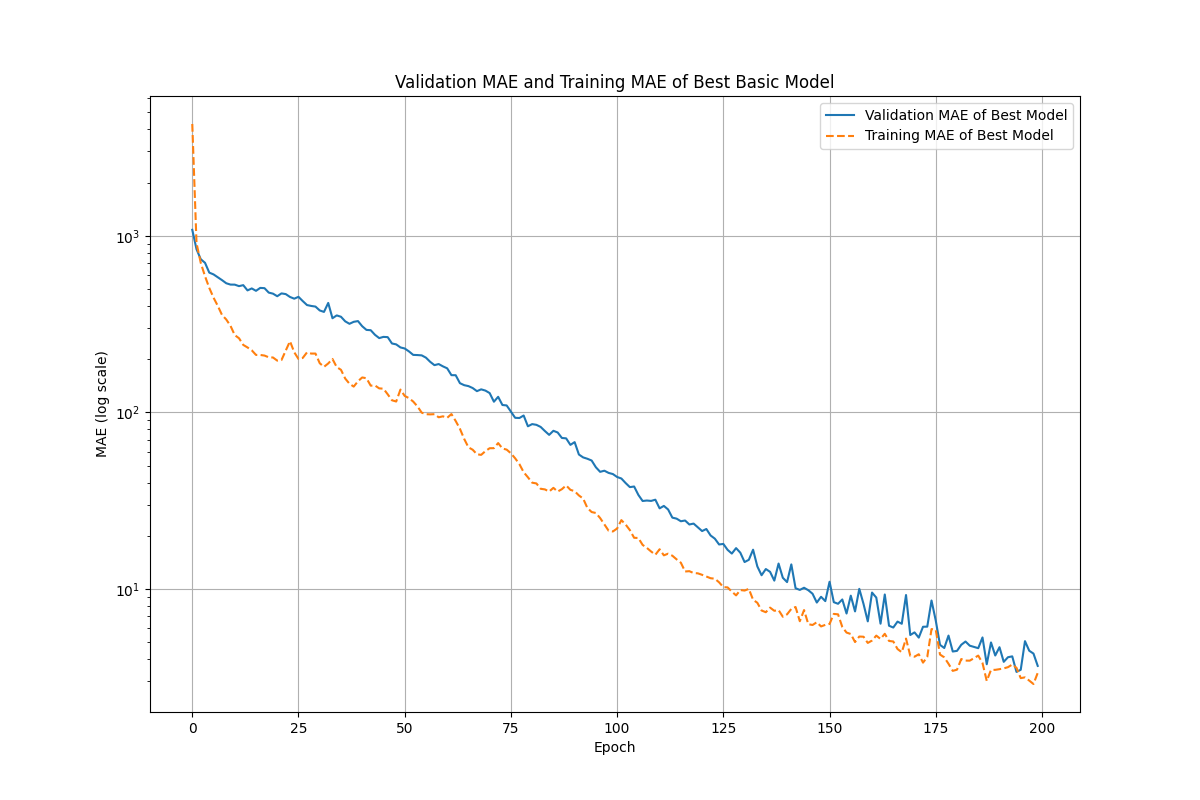 Validation MAE and Training MAE of Best Basic Model
Validation MAE of Best Model
Training MAE of Best Model
MAE (log scale)
10³
10²
10¹
0 25 50 75 100 125 150 175 200
Epoch